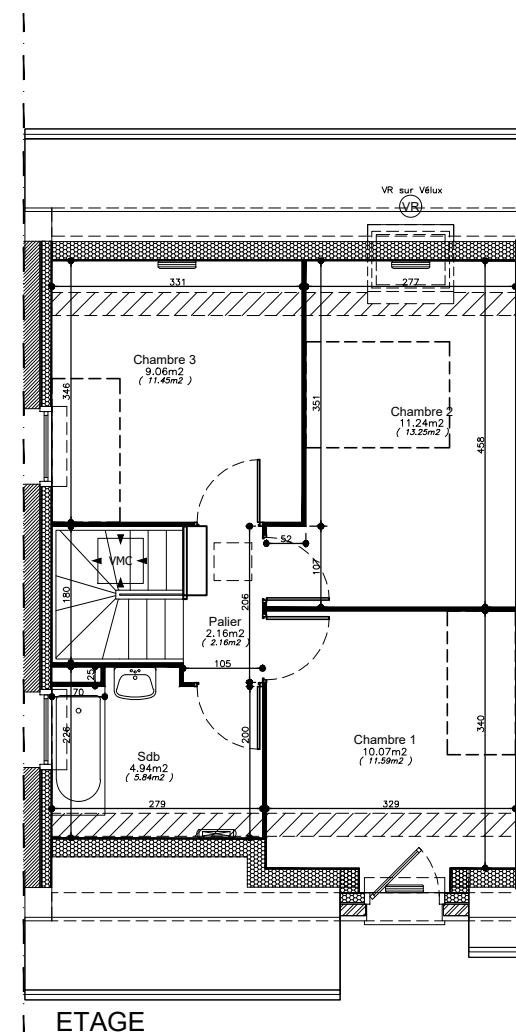 VR sur Vélux
VR
331
277
Chambre 3
9.06m2
( 11.45m2 )
346
351
Chambre 2
11.24m2
( 13.25m2 )
458
VMC
52
107
180
206
Palier
2.16m2
( 2.16m2 )
105
25
70
226
200
Sdb
4.94m2
( 5.84m2 )
Chambre 1
10.07m2
( 11.59m2 )
340
279
329
ETAGE